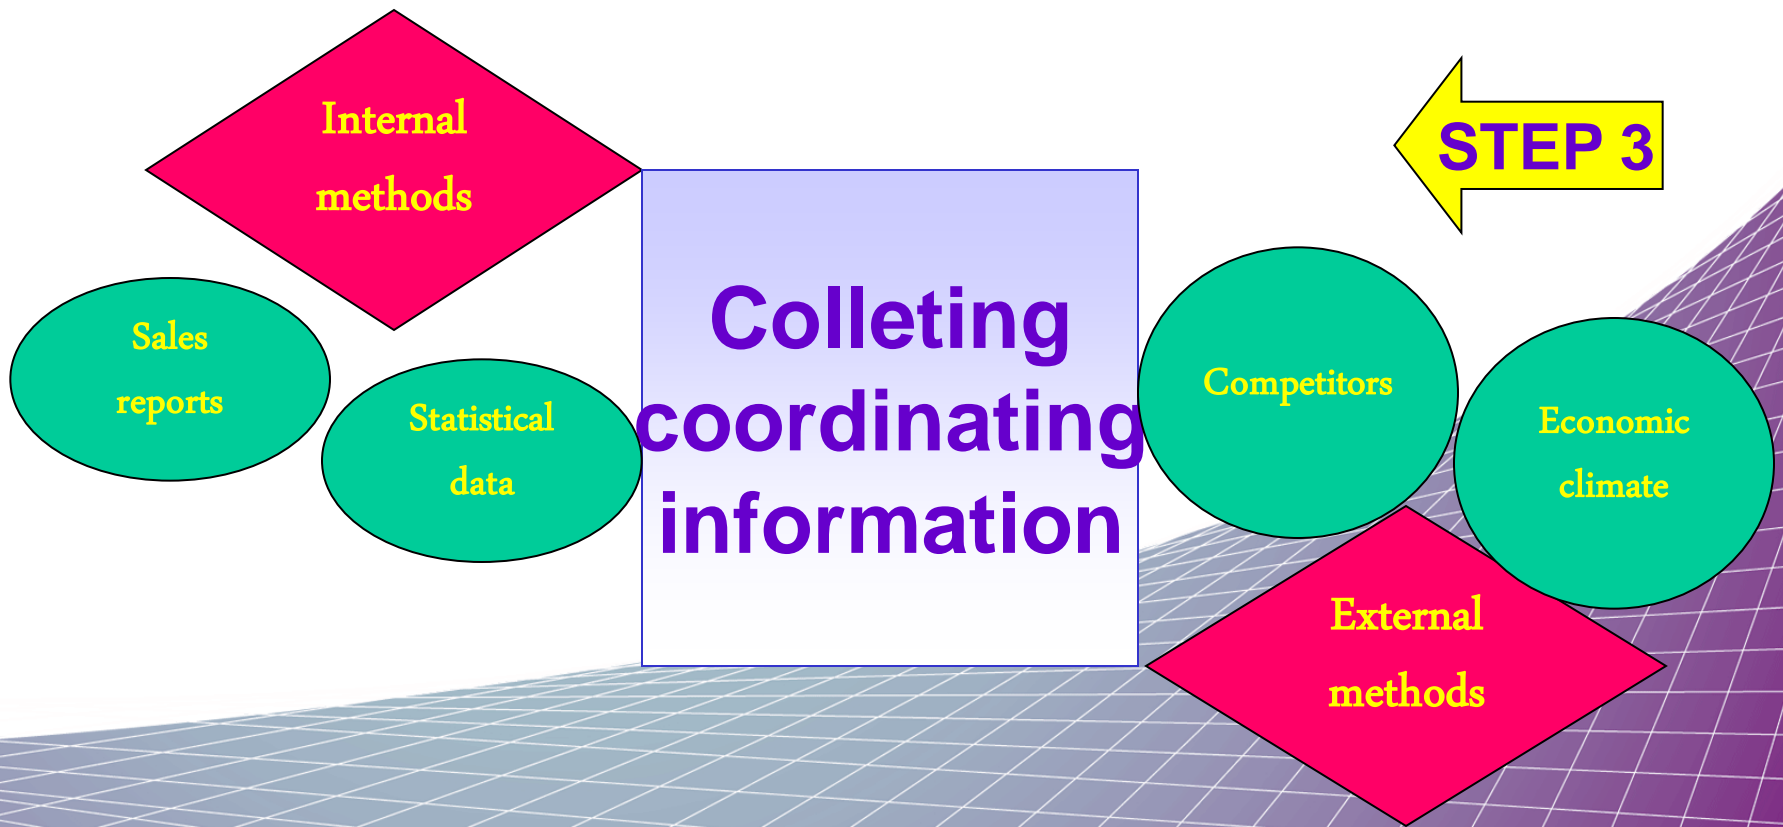 Internal
methods
STEP 3
Sales
reports
Statistical
data
Colleting
coordinating
information
Competitors
Economic
climate
External
methods